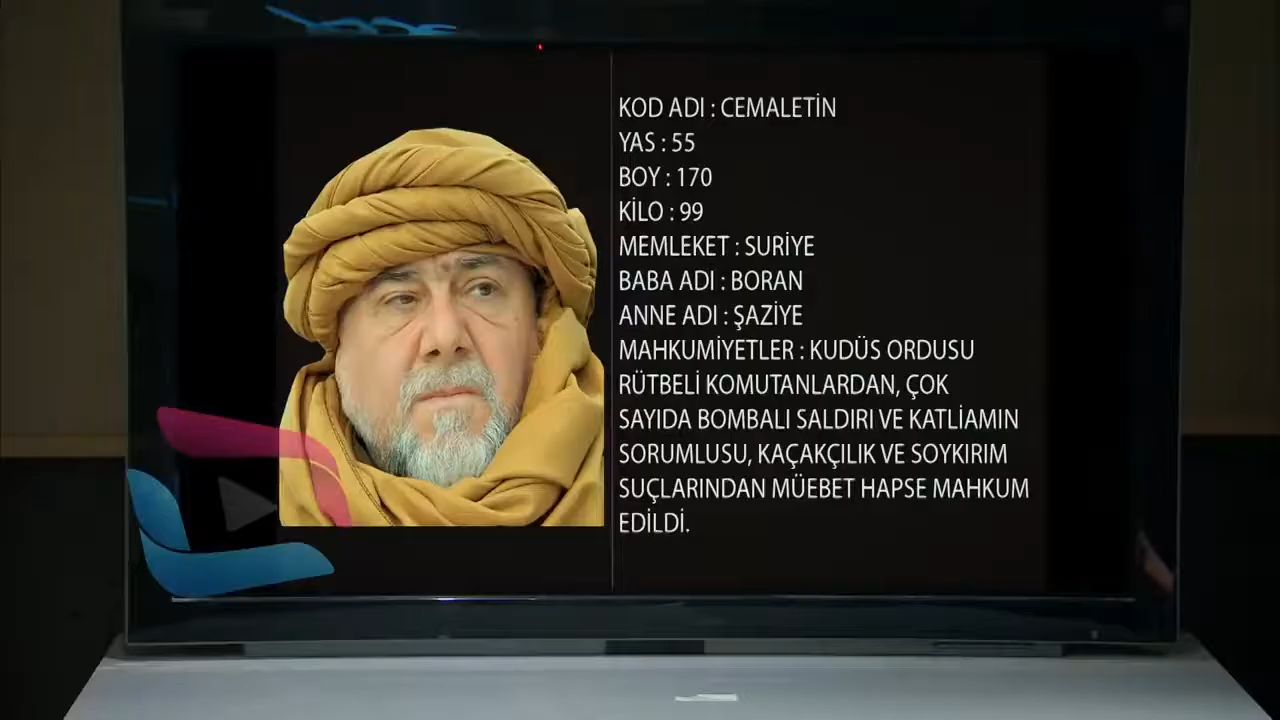 KOD ADI : CEMALETİN
YAS : 55
BOY : 170
KİLO : 99
MEMLEKET : SURİYE
BABA ADI : BORAN
ANNE ADI : ŞAZİYE
MAHKUMİYETLER : KUDÜS ORDUSU
RÜTBELİ KOMUTANLARDAN, ÇOK
SAYIDA BOMBALI SALDIRI VE KATLİAMIN
SORUMLUSU, KAÇAKÇILIK VE SOYKIRIM
SUÇLARINDAN MÜEBET HAPSE MAHKUM
EDİLDİ.